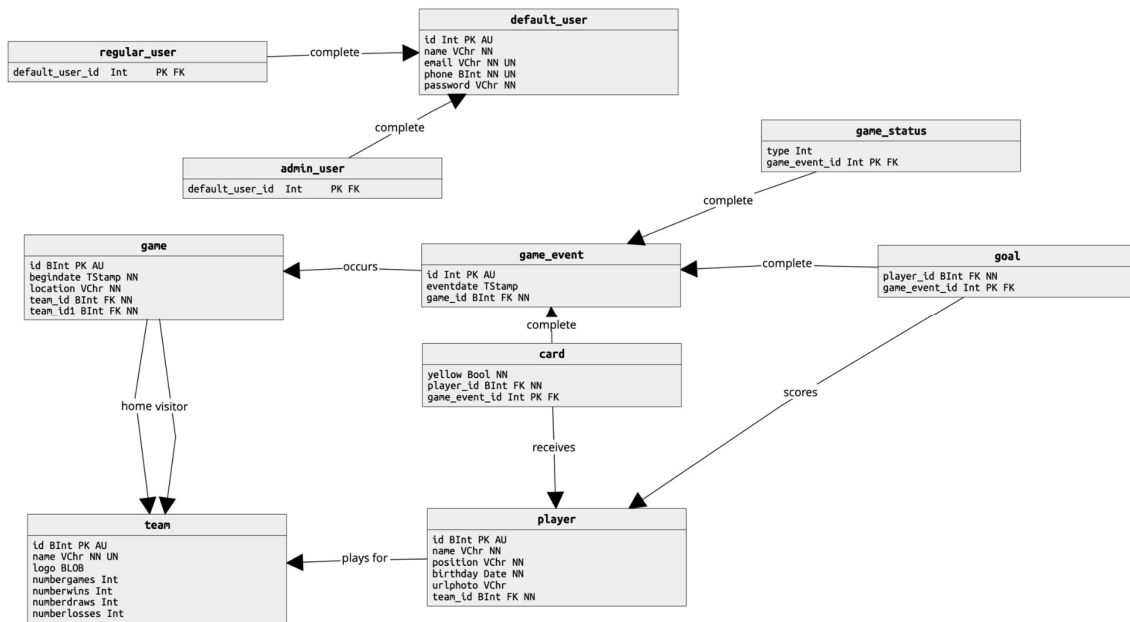 default_user
id Int PK AU
name VChr NN
email VChr NN UN
phone BInt NN UN
password VChr NN
regular_user
default_user_id Int PK FK
complete
complete
admin_user
default_user_id Int PK FK
game_status
type Int
game_event_id Int PK FK
complete
game
id BInt PK AU
begindate TStamp NN
location VChr NN
team_id BInt FK NN
team_id1 BInt FK NN
occurs
game_event
id Int PK AU
eventdate TStamp
game_id BInt FK NN
complete
goal
player_id BInt FK NN
game_event_id Int PK FK
complete
card
yellow Bool NN
player_id BInt FK NN
game_event_id Int PK FK
home visitor
scores
receives
team
id BInt PK AU
name VChr NN UN
logo BLOB
numbergames Int
numberwins Int
numberdraws Int
numberlosses Int
plays for
player
id BInt PK AU
name VChr NN
position VChr NN
birthday Date NN
urlphoto VChr
team_id BInt FK NN